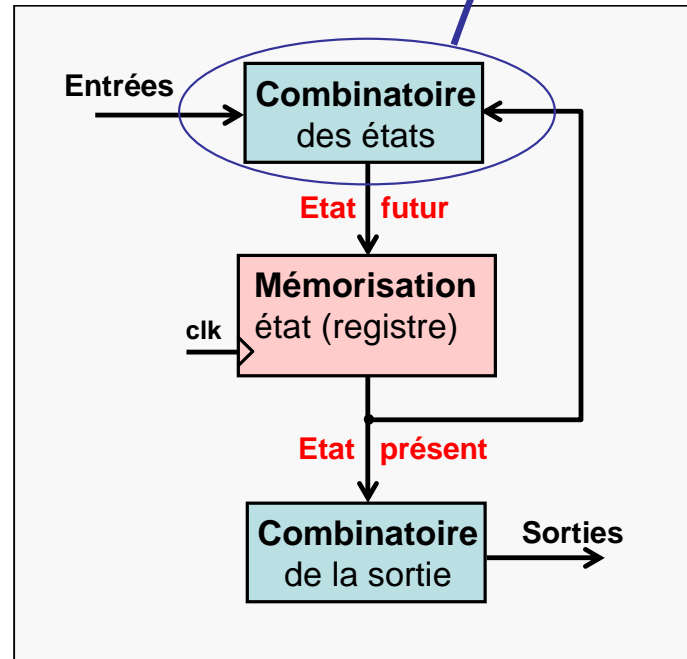 Entrées
Combinatoire
des états
Etat futur
Mémorisation
état (registre)
clk
Etat présent
Combinatoire
de la sortie
Sorties